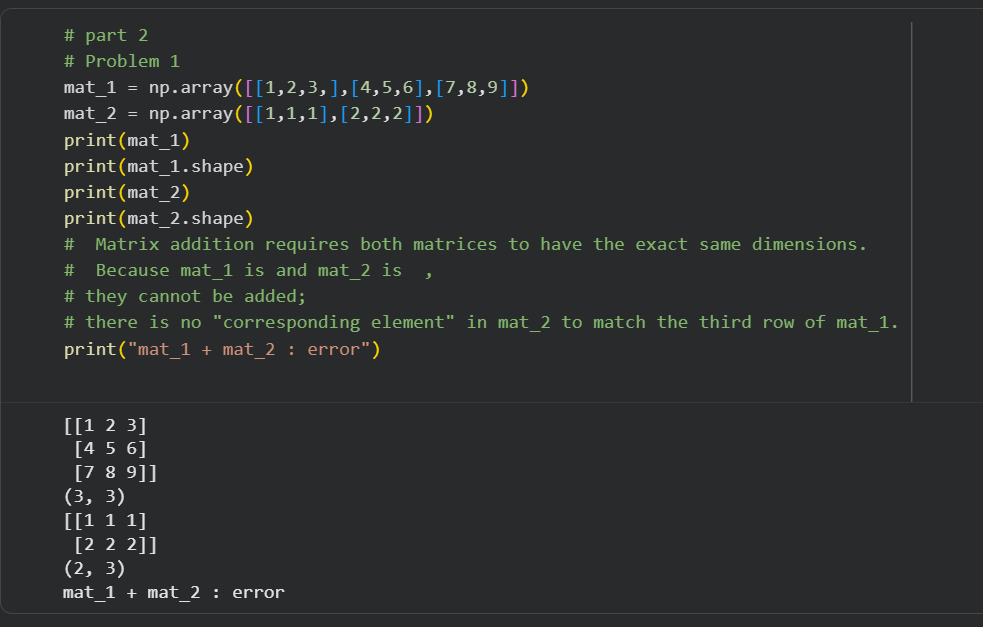 # part 2
# Problem 1
mat_1 = np.array([[1,2,3,],[4,5,6],[7,8,9]])
mat_2 = np.array([[1,1,1],[2,2,2]])
print(mat_1)
print(mat_1.shape)
print(mat_2)
print(mat_2.shape)
#  Matrix addition requires both matrices to have the exact same dimensions.
#  Because mat_1 is and mat_2 is  ,
# they cannot be added;
# there is no "corresponding element" in mat_2 to match the third row of mat_1.
print("mat_1 + mat_2 : error")
[[1 2 3]
 [4 5 6]
 [7 8 9]]
(3, 3)
[[1 1 1]
 [2 2 2]]
(2, 3)
mat_1 + mat_2 : error